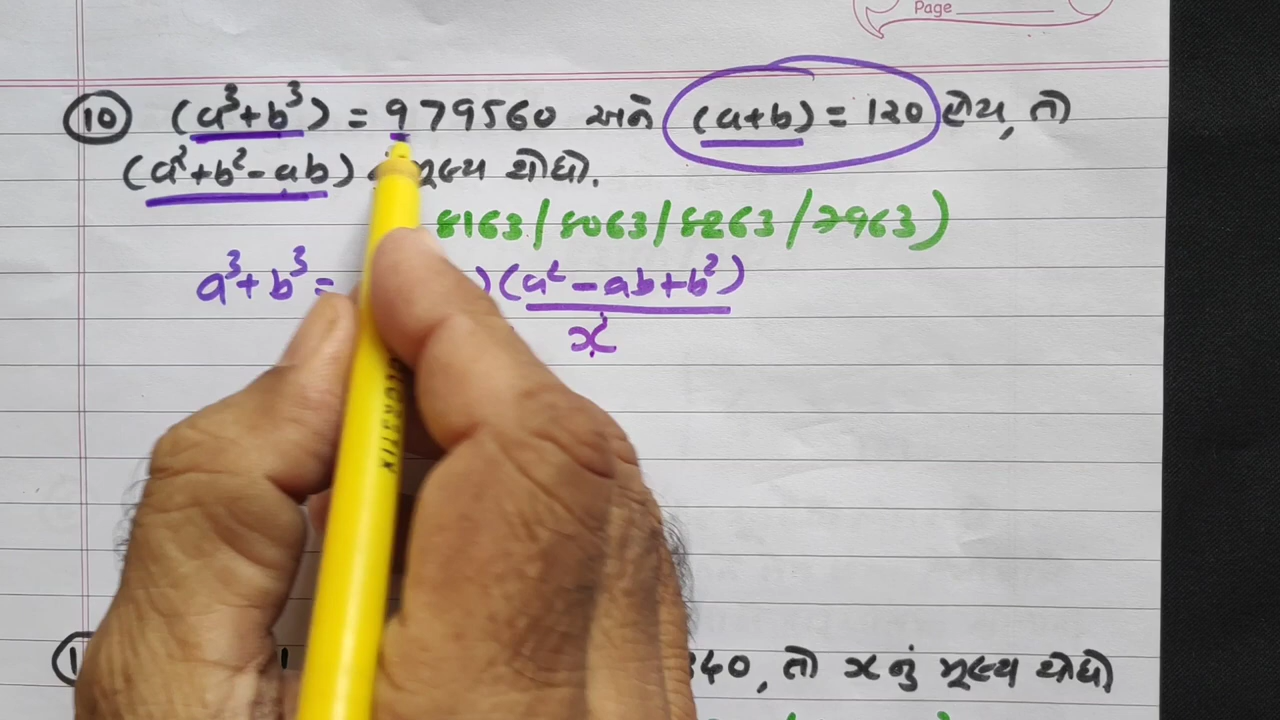 Page
10 (a³+b³) = 979560 અને (a+b) = 120 હોય, તો
(a²+b²-ab) મૂલ્ય શોધો.
8163/8063/8263/7963)
a³+b³= )(a²-ab+b²)
x
340, તો x નું મૂલ્ય શોધો